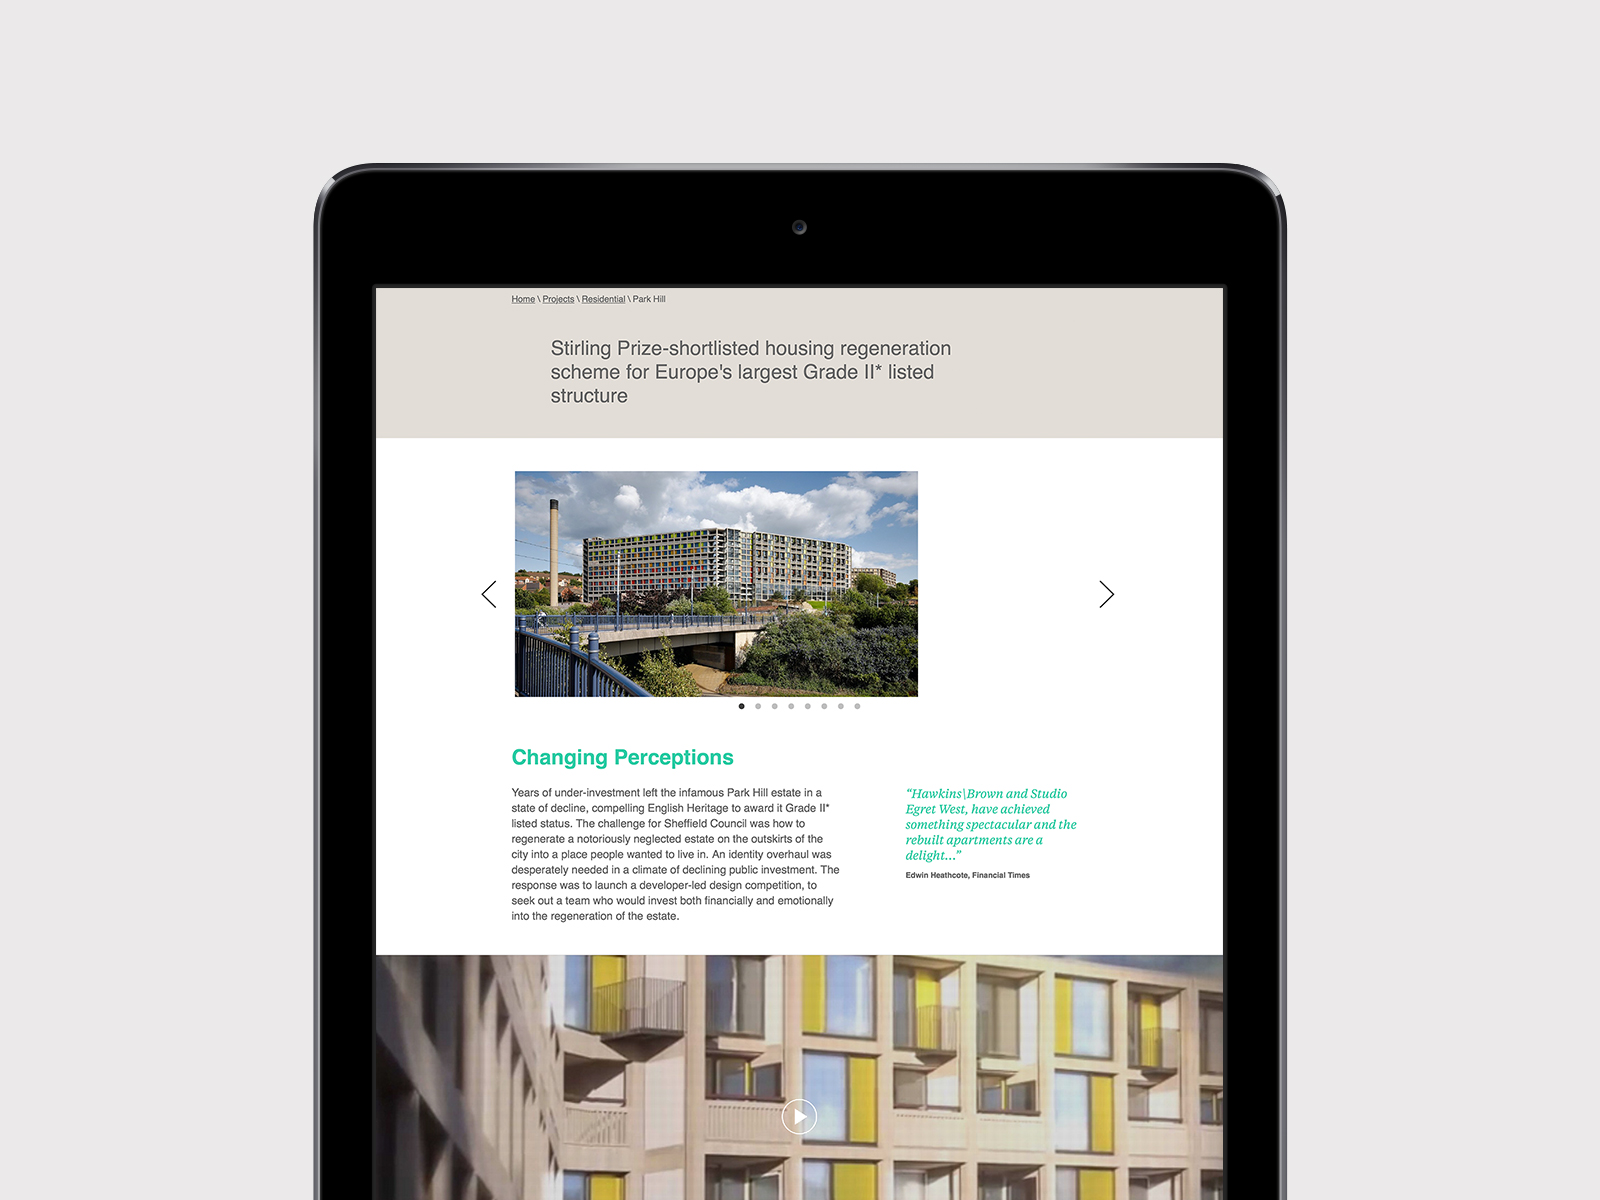 Home \ Projects \ Residential \ Park Hill
Stirling Prize-shortlisted housing regeneration
scheme for Europe's largest Grade II* listed
structure
Changing Perceptions
Years of under-investment left the infamous Park Hill estate in a
state of decline, compelling English Heritage to award it Grade II*
listed status. The challenge for Sheffield Council was how to
regenerate a notoriously neglected estate on the outskirts of the
city into a place people wanted to live in. An identity overhaul was
desperately needed in a climate of declining public investment. The
response was to launch a developer-led design competition, to
seek out a team who would invest both financially and emotionally
into the regeneration of the estate.
“Hawkins\Brown and Studio
Egret West, have achieved
something spectacular and the
rebuilt apartments are a
delight...”
Edwin Heathcote, Financial Times